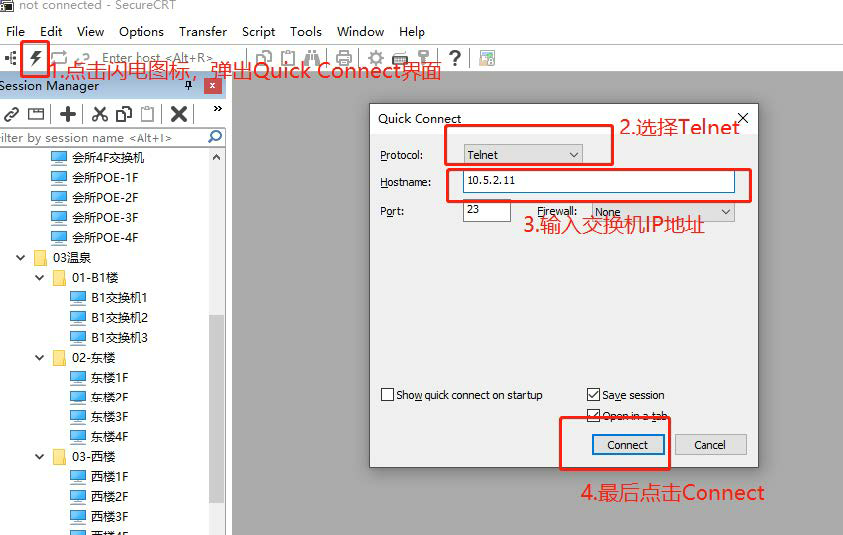 not connected - SecureCRT
File Edit View Options Transfer Script Tools Window Help
Enter host <Alt+R>
1.点击闪电图标，弹出Quick Connect界面
Session Manager
filter by session name <Alt+I>
会所4F交换机
会所POE-1F
会所POE-2F
会所POE-3F
会所POE-4F
03温泉
01-B1楼
B1交换机1
B1交换机2
B1交换机3
02-东楼
东楼1F
东楼2F
东楼3F
东楼4F
03-西楼
西楼1F
西楼2F
西楼3F
西楼4F
Quick Connect
2.选择Telnet
Protocol: Telnet
Hostname: 10.5.2.11
Port: 23 Firewall: None
3.输入交换机IP地址
Show quick connect on startup
Save session
Open in a tab
Connect Cancel
4.最后点击Connect